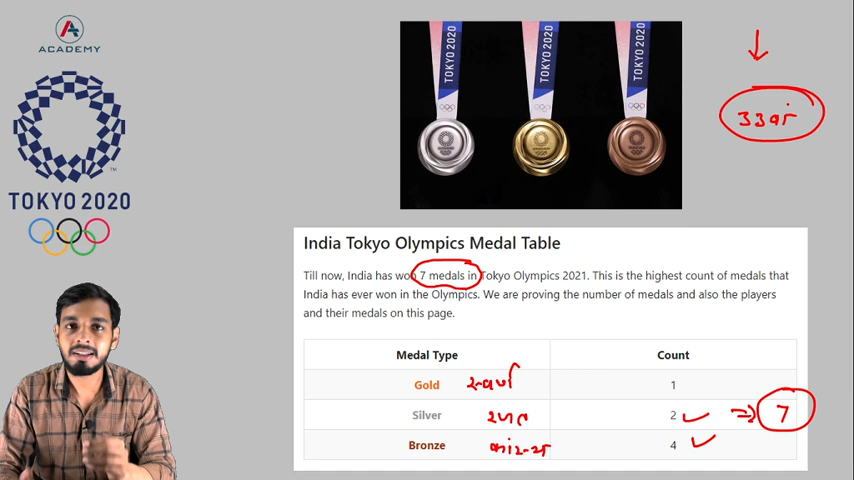 ACADEMY
TOKYO 2020
TOKYO 2020
TOKYO 2020
TOKYO 2020
India Tokyo Olympics Medal Table
Till now, India has won 7 medals in Tokyo Olympics 2021. This is the highest count of medals that
India has ever won in the Olympics. We are proving the number of medals and also the players
and their medals on this page.
Medal Type Count
Gold 1
Silver 2
7
Bronze 4